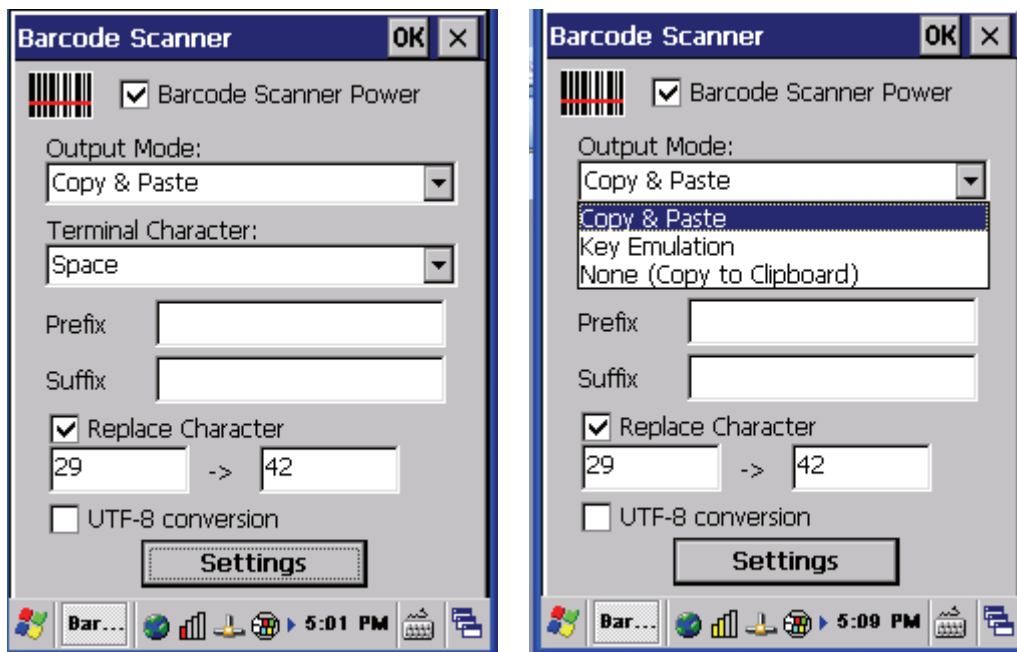 Barcode Scanner OK
Barcode Scanner Power
Output Mode:
Copy & Paste
Terminal Character:
Space
Prefix
Suffix
Replace Character
29 -> 42
UTF-8 conversion
Settings
Bar... 5:01 PM
Barcode Scanner OK
Barcode Scanner Power
Output Mode:
Copy & Paste
Copy & Paste
Key Emulation
None (Copy to Clipboard)
Prefix
Suffix
Replace Character
29 -> 42
UTF-8 conversion
Settings
Bar... 5:09 PM